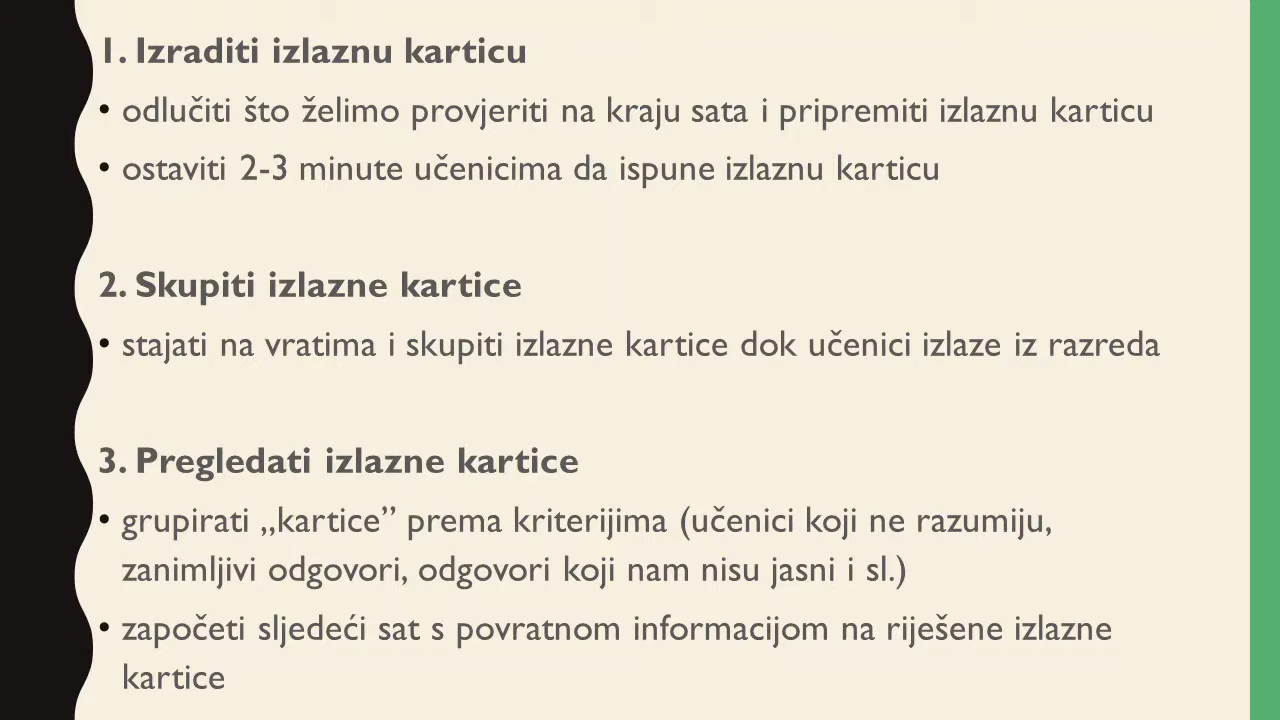 1. Izraditi izlaznu karticu
• odlučiti što želimo provjeriti na kraju sata i pripremiti izlaznu karticu
• ostaviti 2-3 minute učenicima da ispune izlaznu karticu
2. Skupiti izlazne kartice
• stajati na vratima i skupiti izlazne kartice dok učenici izlaze iz razreda
3. Pregledati izlazne kartice
• grupirati „kartice” prema kriterijima (učenici koji ne razumiju,
zanimljivi odgovori, odgovori koji nam nisu jasni i sl.)
• započeti sljedeći sat s povratnom informacijom na riješene izlazne
kartice